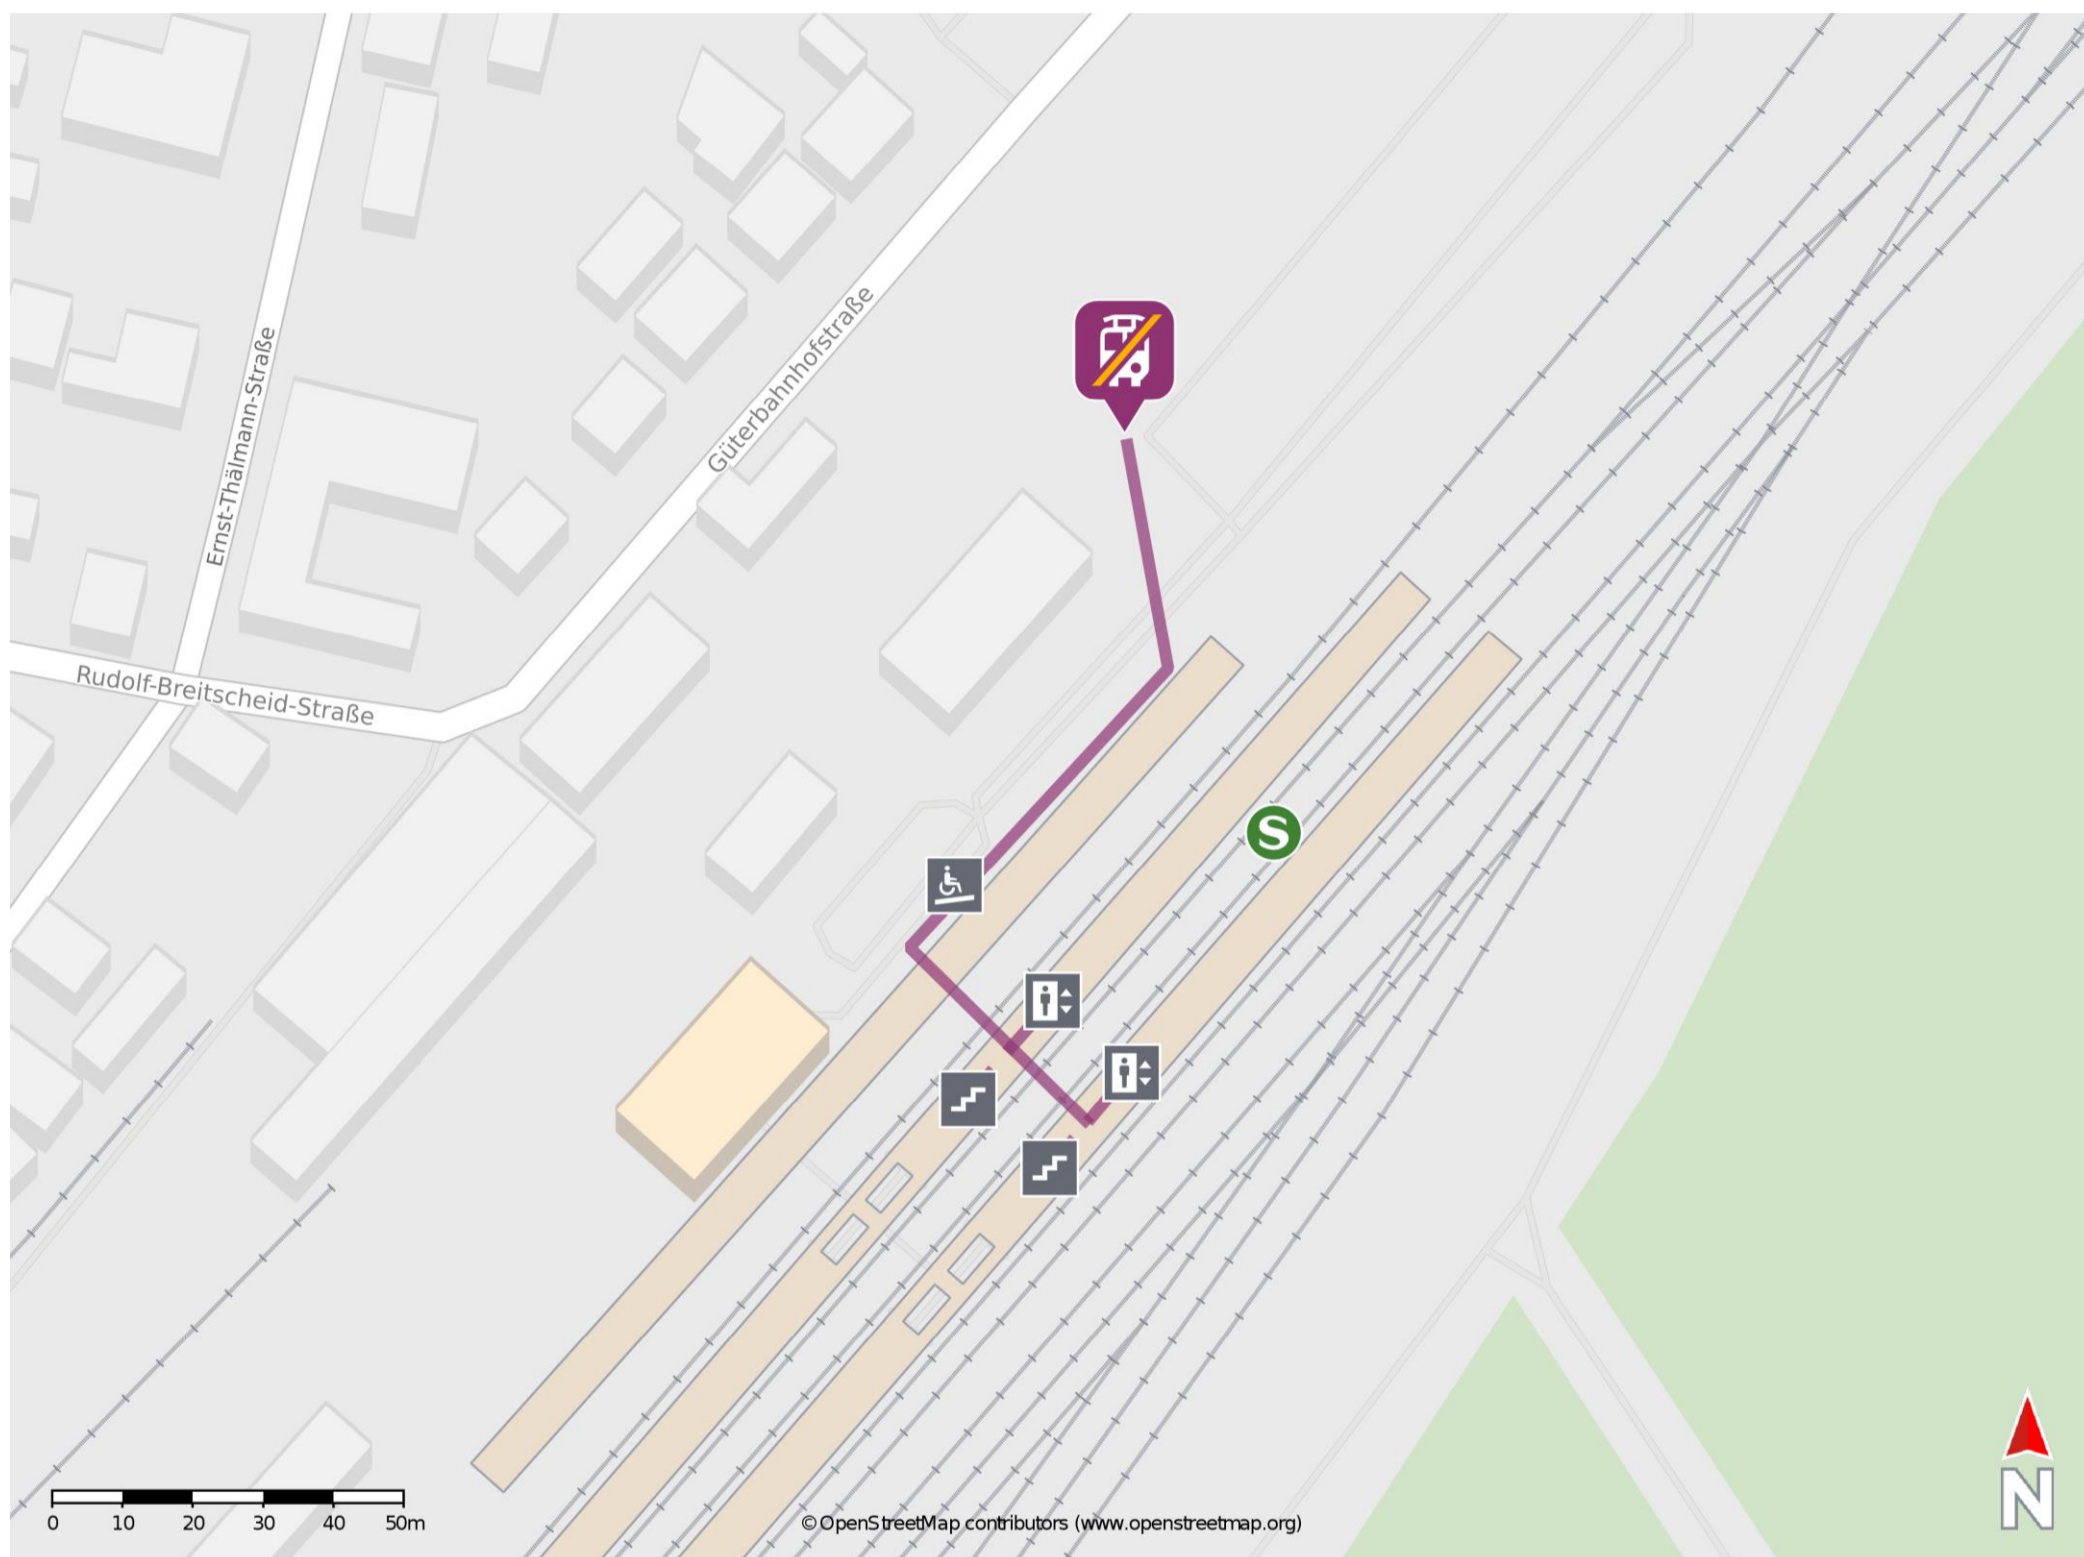 Ernst-Thälmann-Straße
Güterbahnhofstraße
Rudolf-Breitscheid-Straße
S
0 10 20 30 40 50m
©OpenStreetMap contributors (www.openstreetmap.org)
N